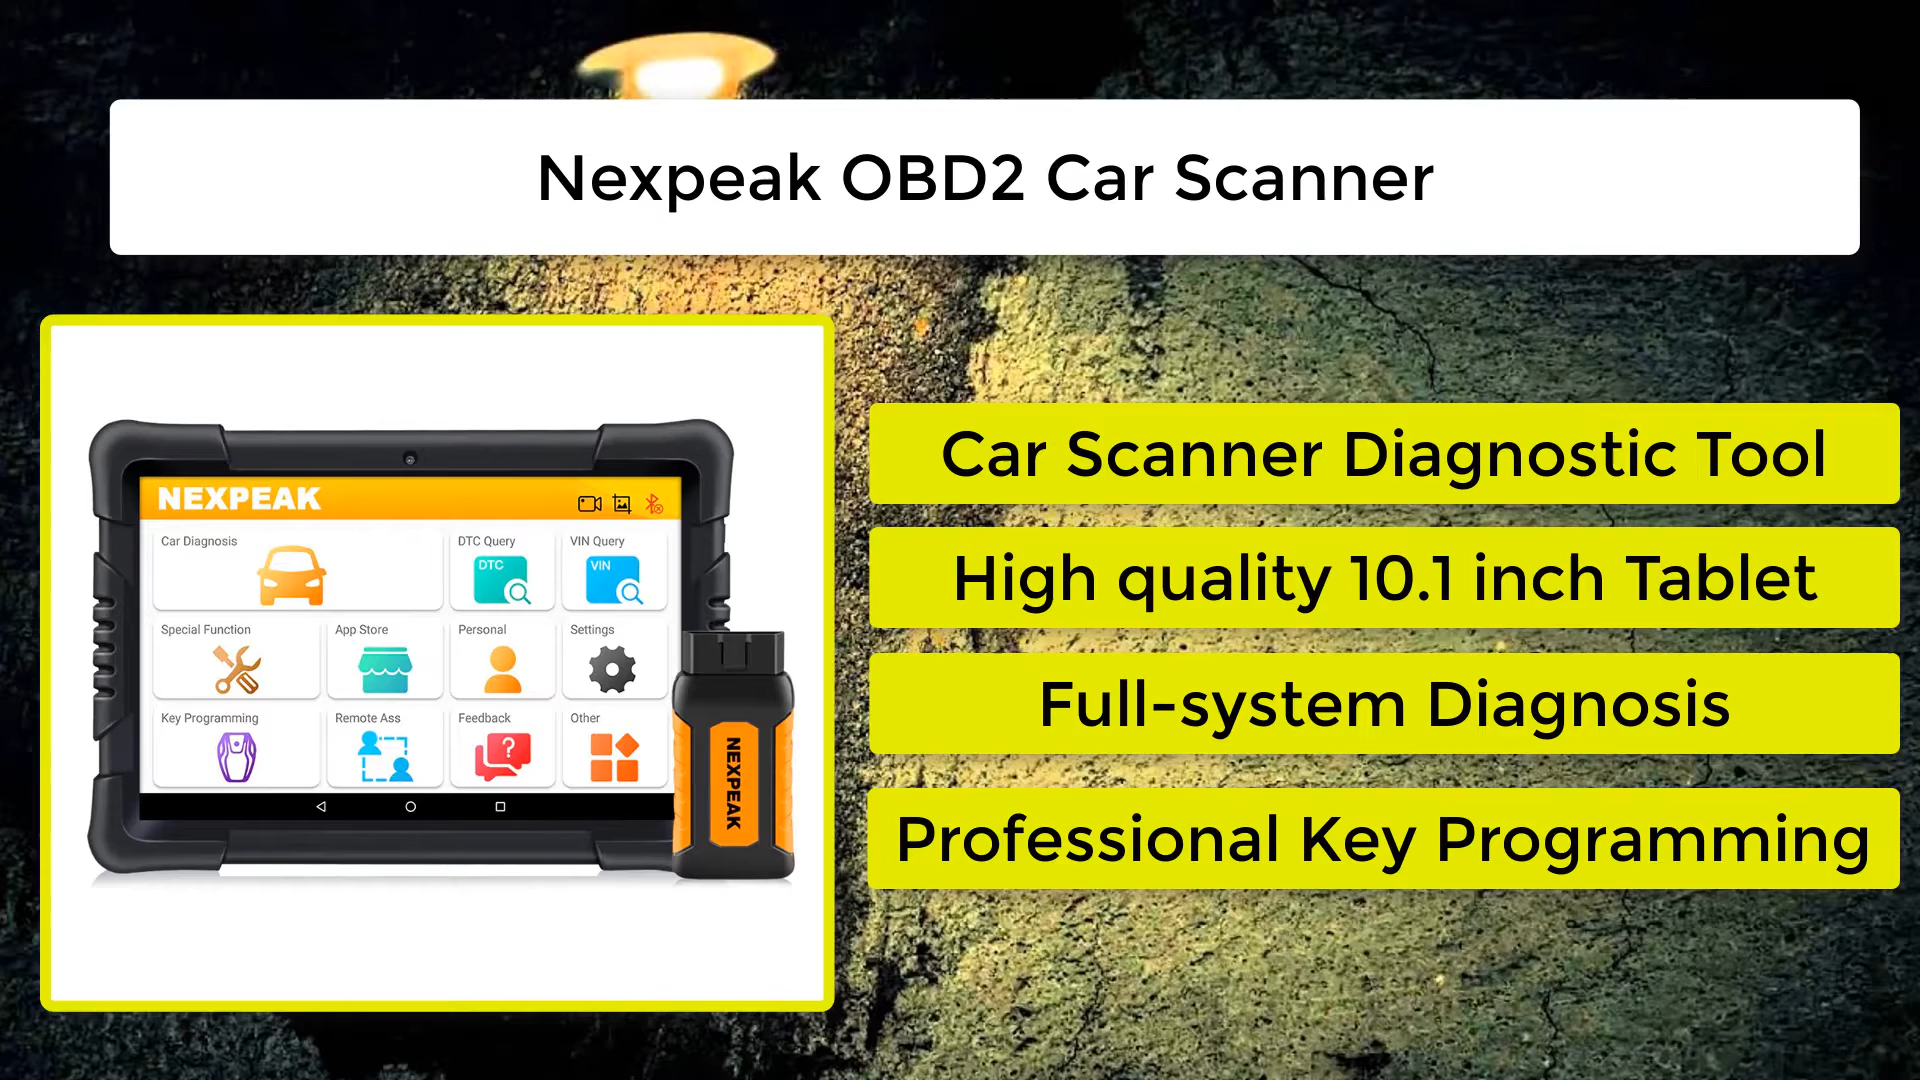 Nexpeak OBD2 Car Scanner
NEXPEAK
Car Diagnosis
DTC Query
DTC
VIN Query
VIN
Special Function
App Store
Personal
Settings
Key Programming
Remote Ass
Feedback
?
Other
NEXPEAK
Car Scanner Diagnostic Tool
High quality 10.1 inch Tablet
Full-system Diagnosis
Professional Key Programming